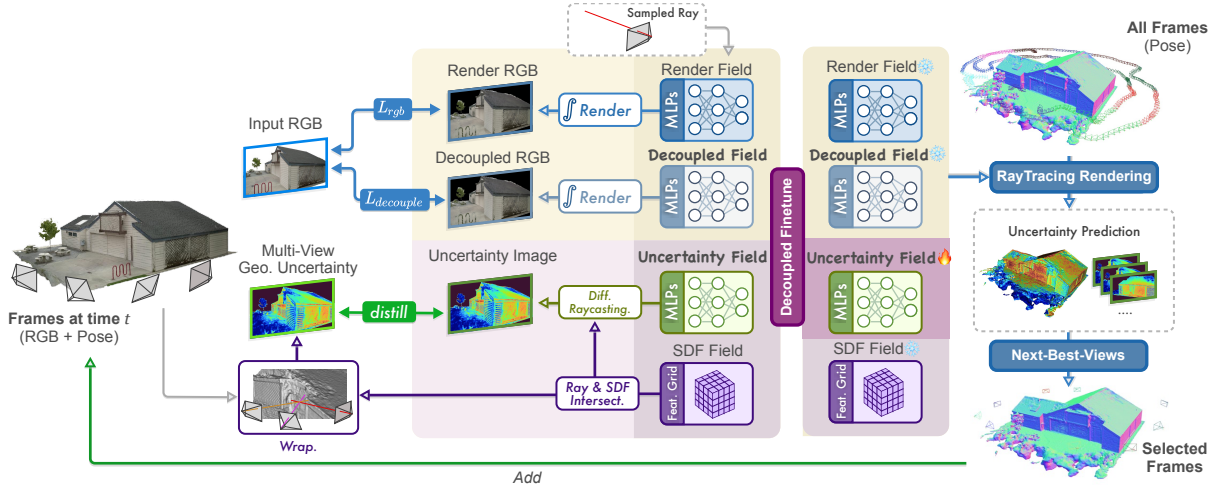 Sampled Ray
All Frames
(Pose)
Render RGB
Render Field
Render Field
L_rgb
∫ Render
MLPs
MLPs
Input RGB
Decoupled RGB
Decoupled Field
Decoupled Field
RayTracing Rendering
L_decouple
∫ Render
MLPs
MLPs
Decoupled Finetune
Uncertainty Prediction
....
Multi-View
Geo. Uncertainty
Uncertainty Image
Uncertainty Field
Uncertainty Field
distill
Diff.
Raycasting.
MLPs
MLPs
Frames at time t
(RGB + Pose)
SDF Field
SDF Field
Next-Best-Views
Ray & SDF
Intersect.
Feat. Grid
Feat. Grid
Wrap.
Selected
Frames
Add